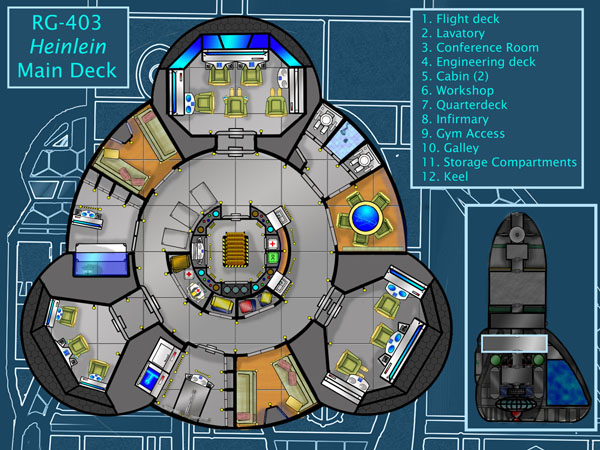 RG-403
Heinlein
Main Deck
1. Flight deck
2. Lavatory
3. Conference Room
4. Engineering deck
5. Cabin (2)
6. Workshop
7. Quarterdeck
8. Infirmary
9. Gym Access
10. Galley
11. Storage Compartments
12. Keel